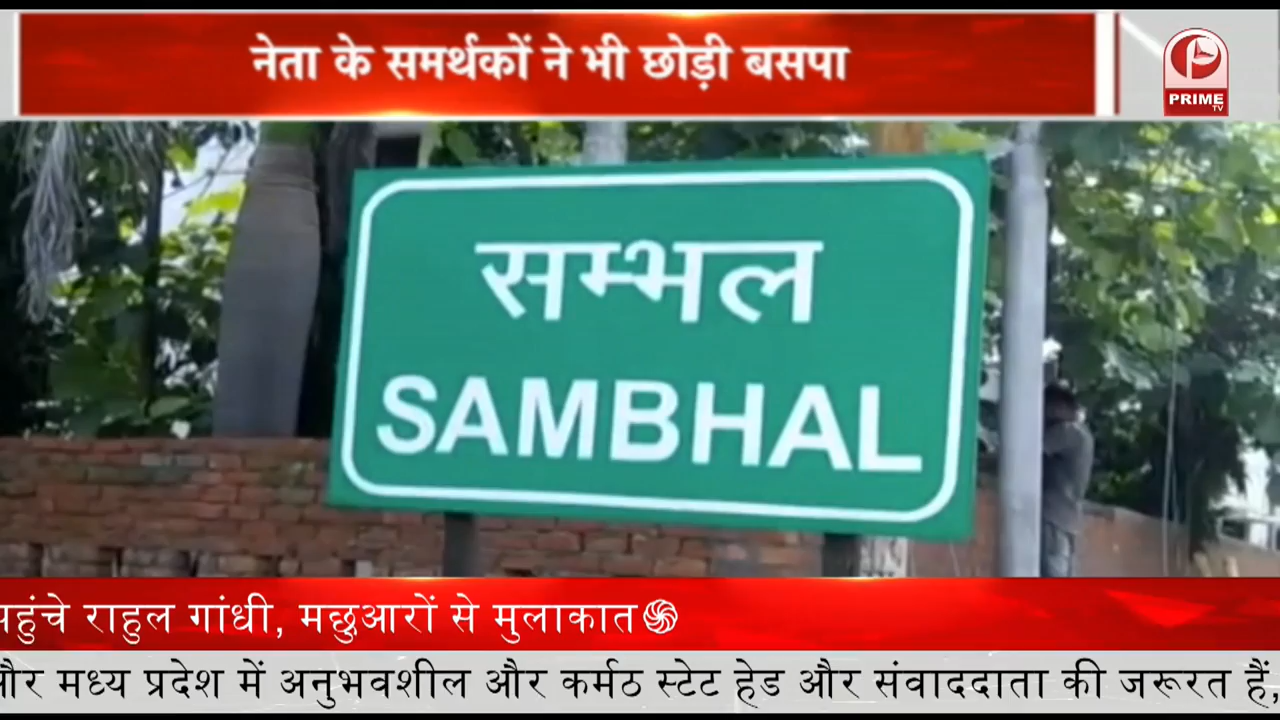 नेता के समर्थकों ने भी छोड़ी बसपा
PRIME
TV
सम्भल
SAMBHAL
राहुल गांधी, मछुआरों से मुलाकात
मध्य प्रदेश में अनुभवशील और कर्मठ स्टेट हेड और संवाददाता की जरूरत हैं,